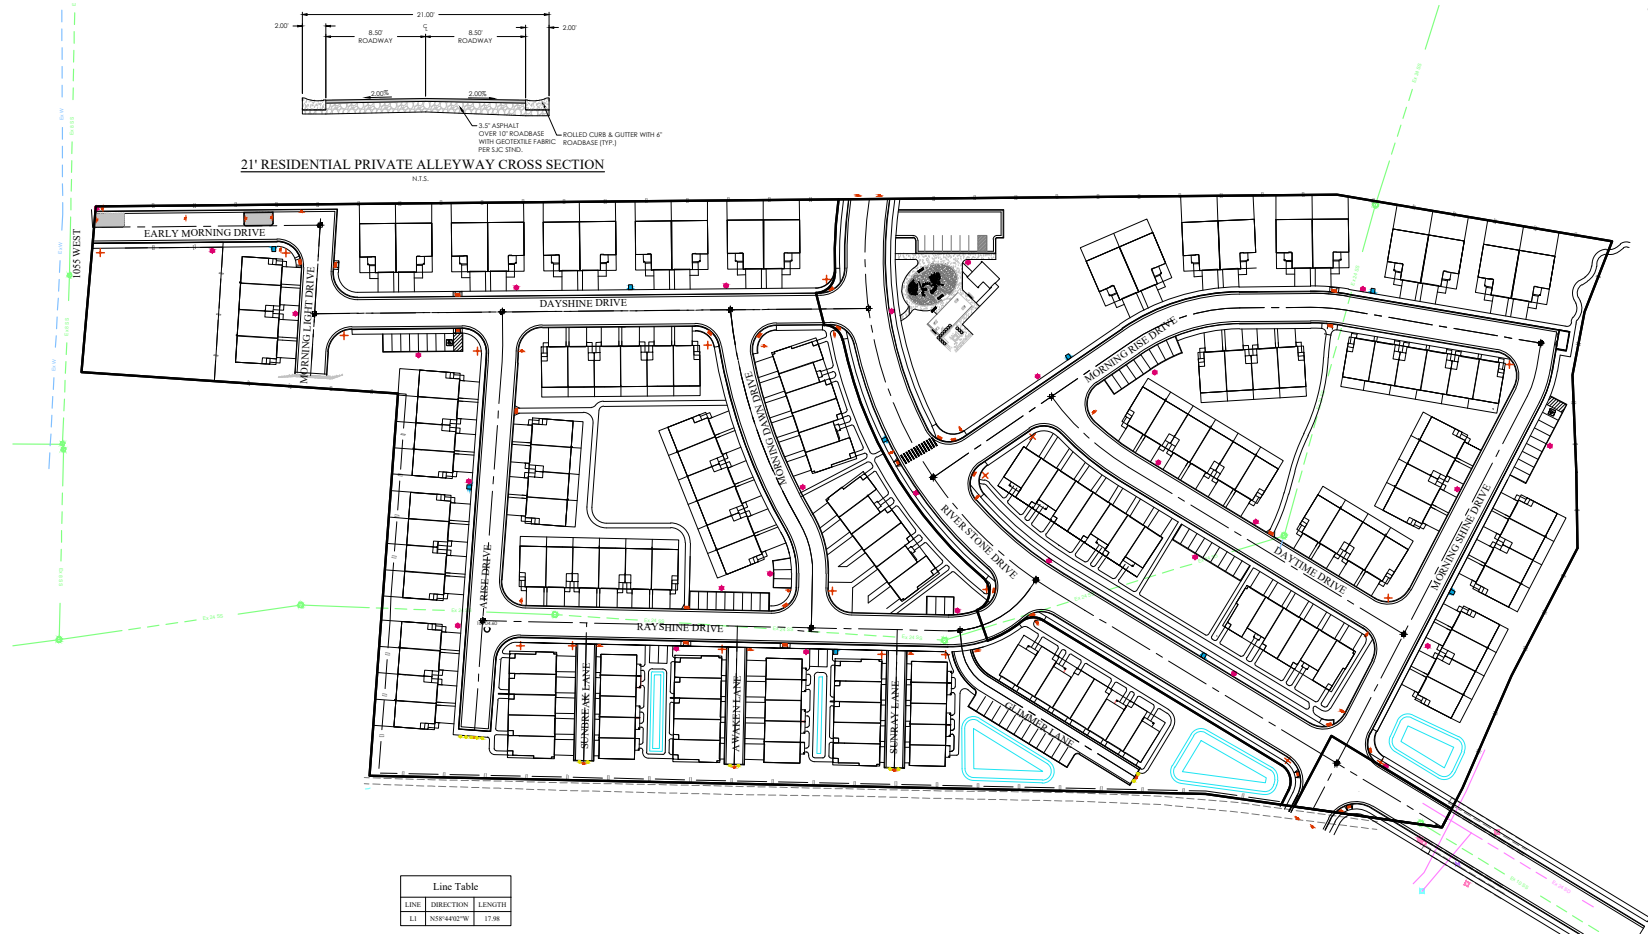 21.00'
2.00'
8.50'
ROADWAY
8.50'
ROADWAY
2.00'
2.00%
2.00%
3.5" ASPHALT
OVER 10" ROADBASE
WITH GEOTEXTILE FABRIC
PER SJC STND.
ROLLED CURB & GUTTER WITH 6"
ROADBASE (TYP.)
21' RESIDENTIAL PRIVATE ALLEYWAY CROSS SECTION
N.T.S.
1055 WEST
EARLY MORNING DRIVE
MORNING LIGHT DRIVE
DAYSHINE DRIVE
MORNING RISE DRIVE
MORNING DAWN DRIVE
RIVER STONE DRIVE
DAYTIME DRIVE
MORNING SHINE DRIVE
ARISE DRIVE
RAYSHINE DRIVE
SUNBREAK LANE
AWAKEN LANE
SUNRAY LANE
GLIMMER LANE
Line Table
LINE DIRECTION LENGTH
L1 N58°44'02"W 17.98